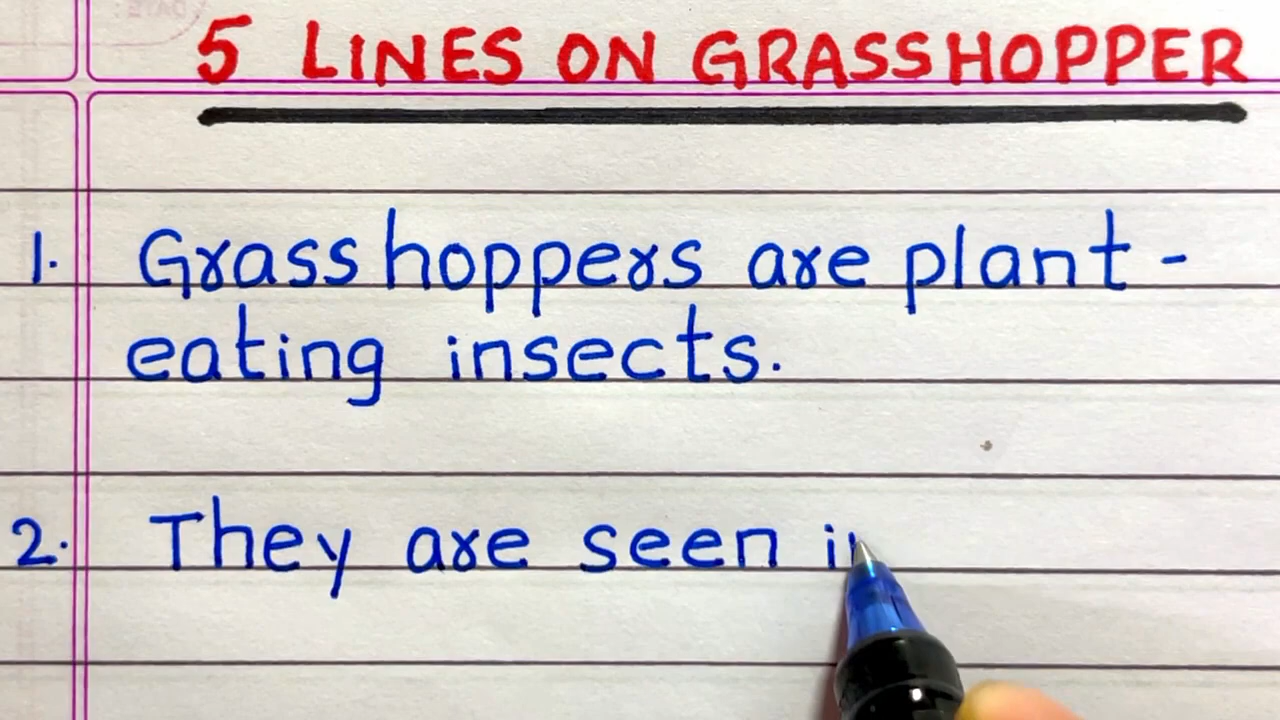 5 LINES ON GRASSHOPPER
1. Grasshoppers are plant-
eating insects.
2. They are seen